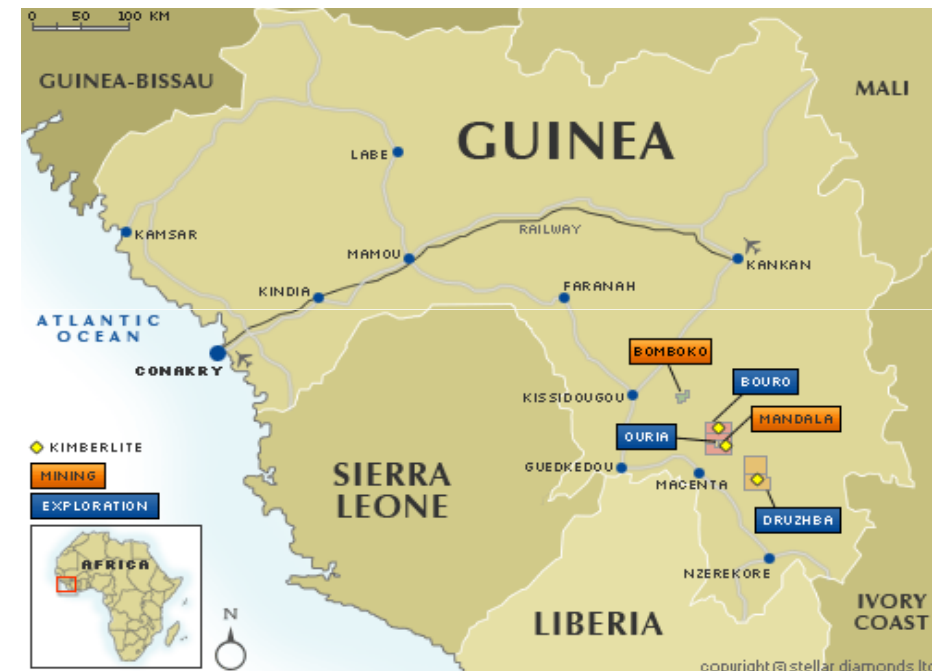 0 50 100 KM
GUINEA-BISSAU
MALI
GUINEA
LABE
KAMSAR
RAILWAY
MAMOU
KANKAN
KINDIA
FARANAH
ATLANTIC
OCEAN
CONAKRY
BOMBOKO
BOURO
KISSIDOUGOU
MANDALA
OURIA
KIMBERLITE
GUEDKEDOU
MINING
SIERRA
LEONE
MACENTA
EXPLORATION
DRUZHBA
AFRICA
NZEREKORE
N
LIBERIA
IVORY
COAST
copyright @ stellar diamonds ltd